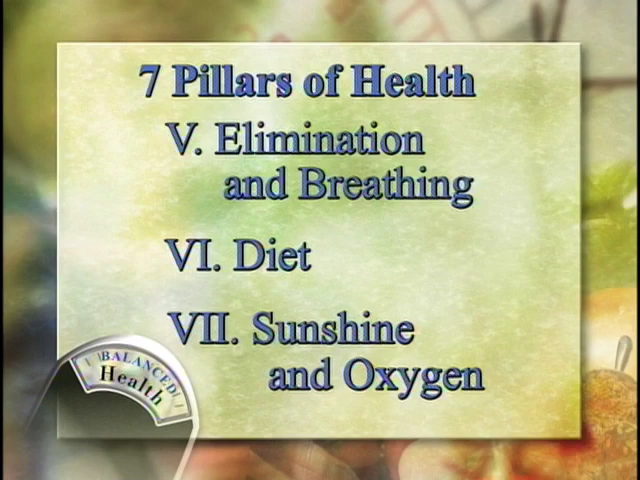 7 Pillars of Health
V. Elimination
and Breathing
VI. Diet
VII. Sunshine
and Oxygen
BALANCED
Health